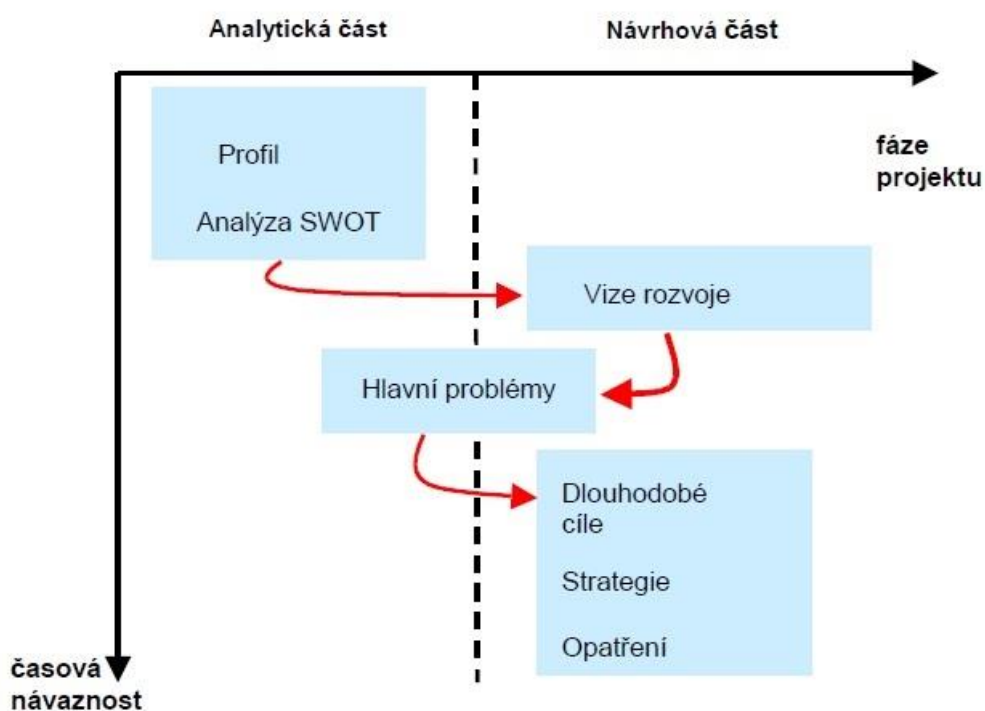 Analytická část
Návrhová část
fáze
projektu
Profil
Analýza SWOT
Vize rozvoje
Hlavní problémy
Dlouhodobé
cíle
Strategie
Opatření
časová
návaznost